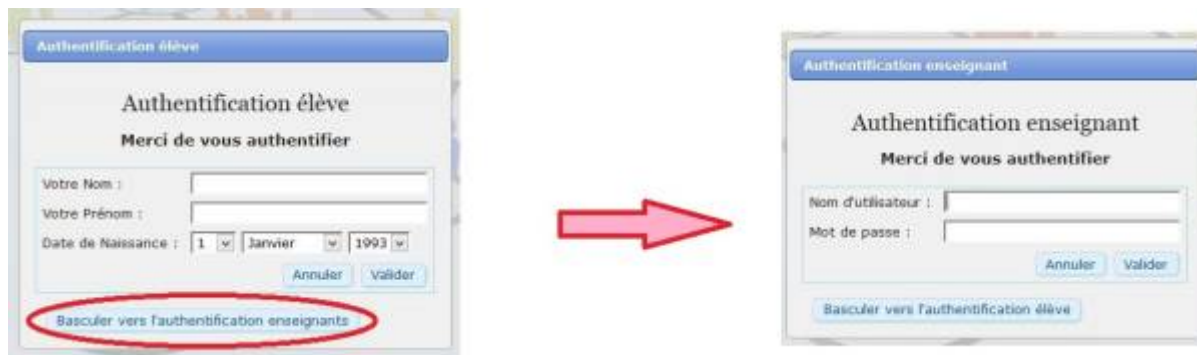 Authentification élève
Authentification élève
Merci de vous authentifier
Votre Nom :
Votre Prénom :
Date de Naissance : 1 Janvier 1993
Annuler Valider
Basculer vers l'authentification enseignants
Authentification enseignant
Authentification enseignant
Merci de vous authentifier
Nom d'utilisateur :
Mot de passe :
Annuler Valider
Basculer vers l'authentification élève